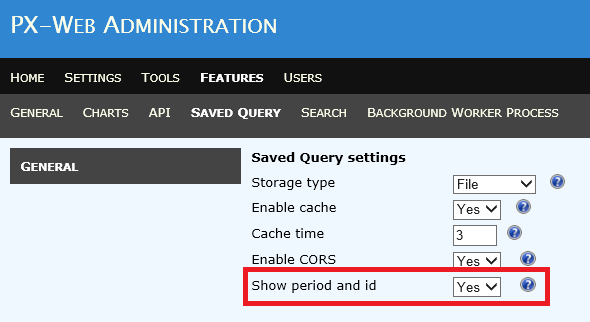 PX-WEB ADMINISTRATION
HOME SETTINGS TOOLS FEATURES USERS
GENERAL CHARTS API SAVED QUERY SEARCH BACKGROUND WORKER PROCESS
GENERAL
Saved Query settings
Storage type File ?
Enable cache Yes ?
Cache time 3 ?
Enable CORS Yes ?
Show period and id Yes ?